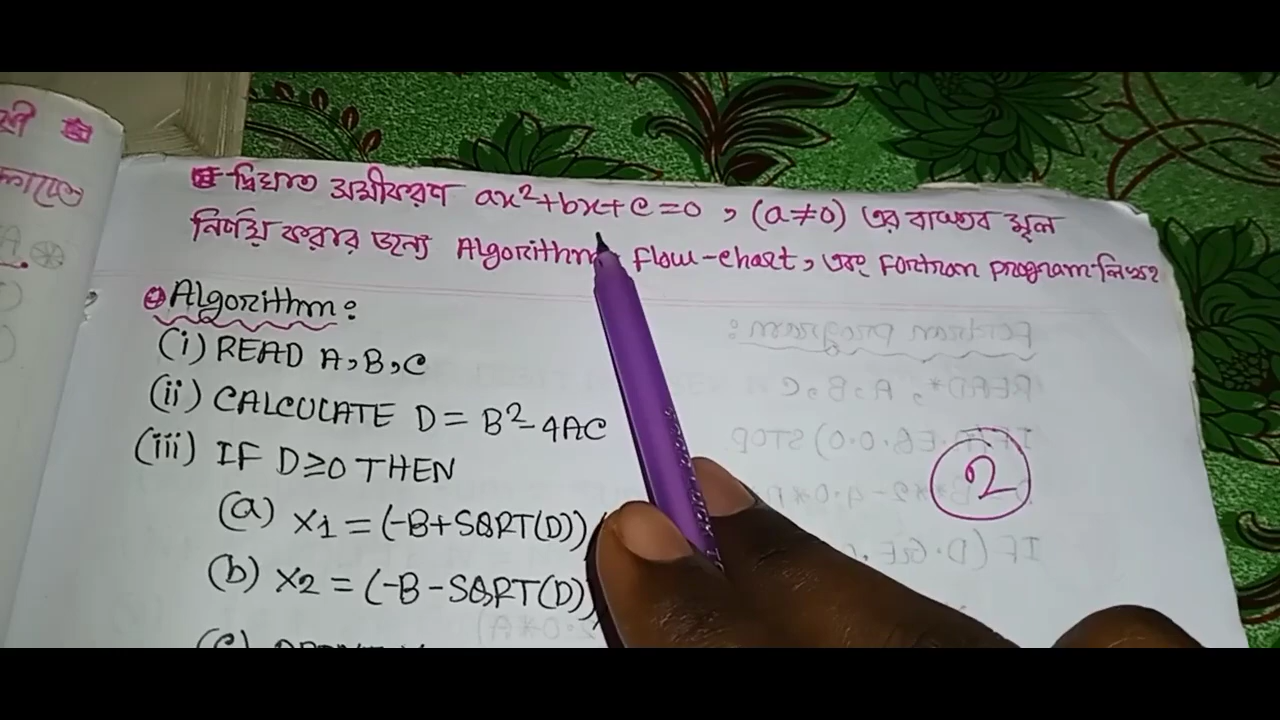 দ্বিঘাত সমীকরণ ax²+bx+c=0, (a≠0) এর বাস্তব মূল
নির্ণয় করার জন্য Algorithm, flow-chart, এবং Fortran program লিখঃ
Algorithm:
(i) READ A,B,C
(ii) CALCULATE D = B²-4AC
(iii) IF D≥0 THEN
(a) X1 = (-B+SQRT(D))
(b) X2 = (-B-SQRT(D))
(c)
2